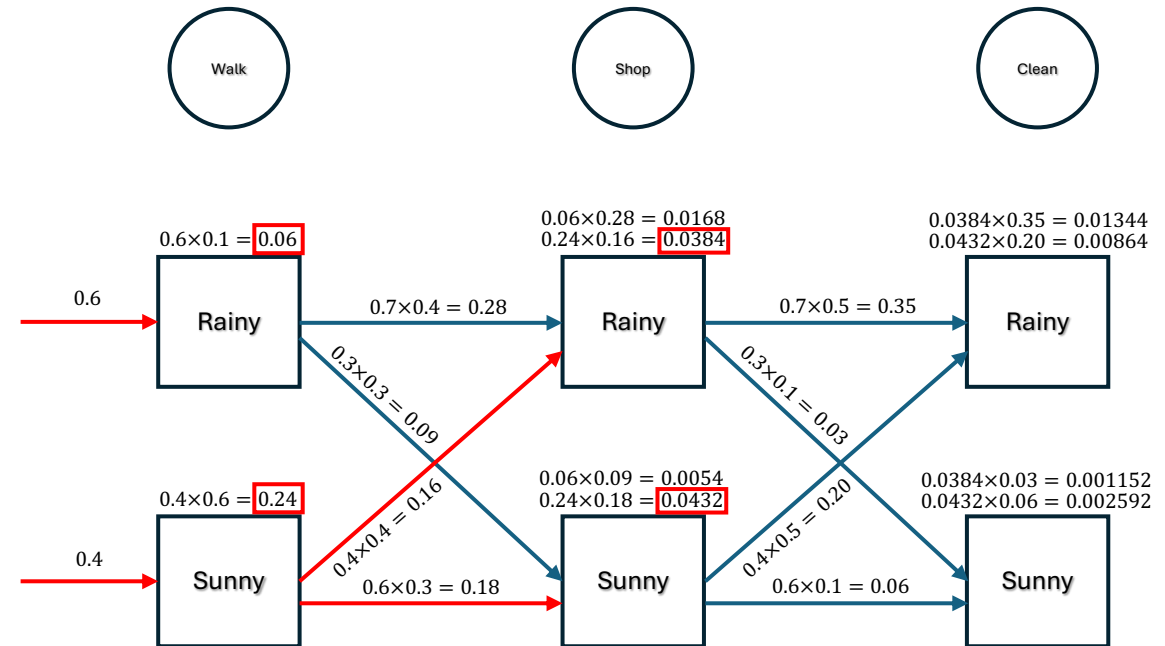 Walk
Shop
Clean
0.06×0.28 = 0.0168
0.0384×0.35 = 0.01344
0.6×0.1 = 0.06
0.24×0.16 = 0.0384
0.0432×0.20 = 0.00864
0.6
Rainy
0.7×0.4 = 0.28
Rainy
0.7×0.5 = 0.35
Rainy
0.3×0.3 = 0.09
0.3×0.1 = 0.03
0.4×0.4 = 0.16
0.4×0.5 = 0.20
0.06×0.09 = 0.0054
0.0384×0.03 = 0.001152
0.4×0.6 = 0.24
0.24×0.18 = 0.0432
0.0432×0.06 = 0.002592
0.4
Sunny
0.6×0.3 = 0.18
Sunny
0.6×0.1 = 0.06
Sunny